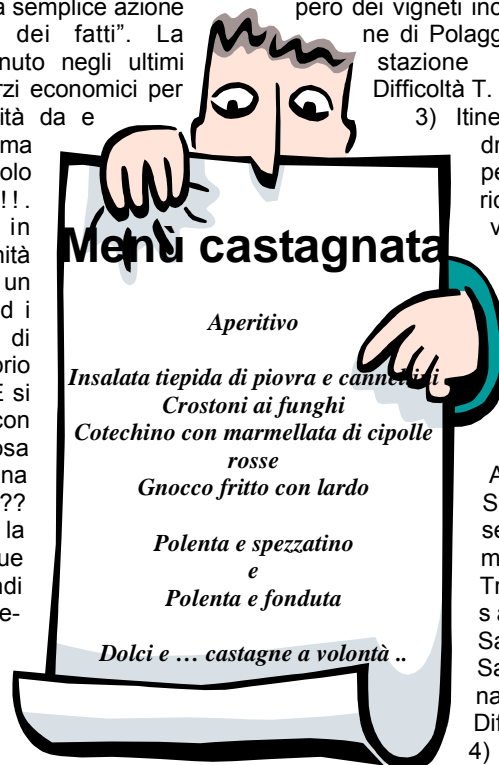 a semplice azione
dei fatti”. La
nuto negli ultimi
rzi economici per
ità da e
ma
olo
!!.
in
nità
un
d i
di
rio
E si
con
osa
na
??
la
ue
ndi
e-
Menù castagnata
Aperitivo
Insalata tiepida di piovra e cannellini
Crostoni ai funghi
Cotechino con marmellata di cipolle
rosse
Gnocco fritto con lardo
Polenta e spezzatino
e
Polenta e fonduta
Dolci e … castagne a volontà ..
pero dei vigneti inc
ne di Polagg
stazione
Difficoltà T.
3) Itine
dr
pe
ric
v
A
S
se
m
Tr
s a
Sa
Sa
na
Dif
4)